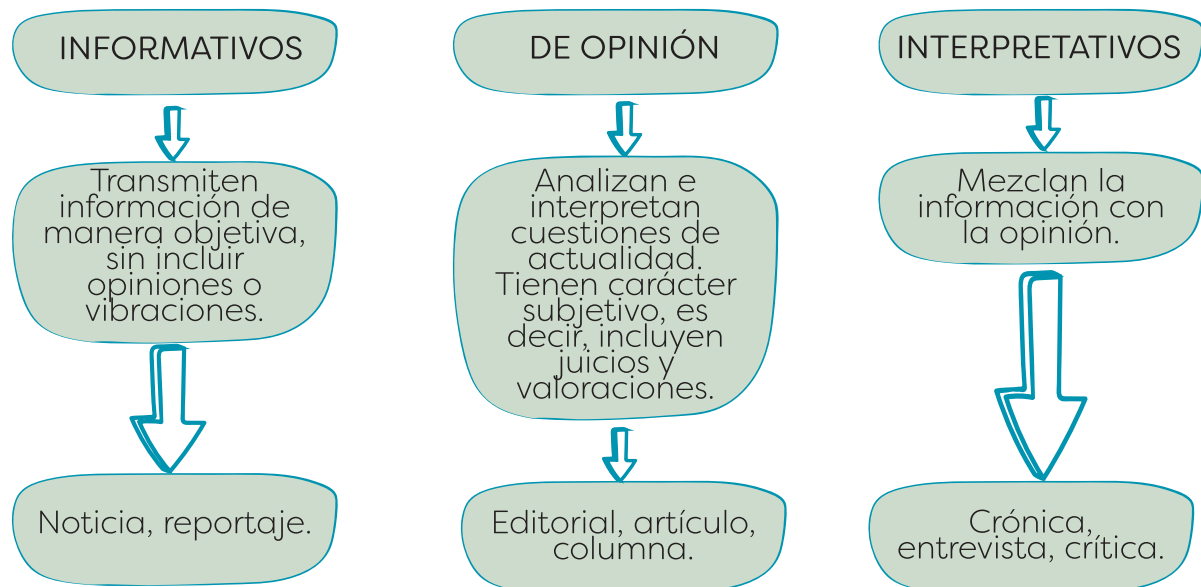 INFORMATIVOS
Transmiten
información de
manera objetiva,
sin incluir
opiniones o
vibraciones.
Noticia, reportaje.
DE OPINIÓN
Analizan e
interpretan
cuestiones de
actualidad.
Tienen carácter
subjetivo, es
decir, incluyen
juicios y
valoraciones.
Editorial, artículo,
columna.
INTERPRETATIVOS
Mezclan la
información con
la opinión.
Crónica,
entrevista, crítica.